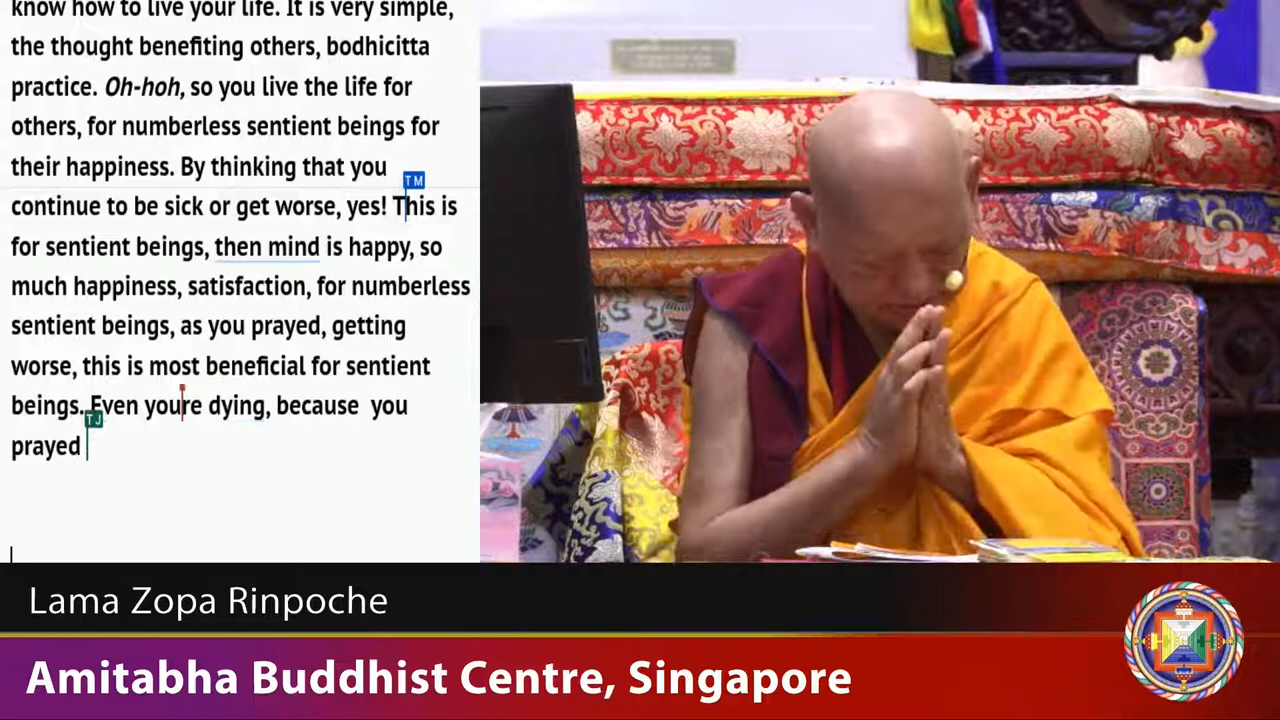 know how to live your life. It is very simple,
the thought benefiting others, bodhicitta
practice. Oh-hoh, so you live the life for
others, for numberless sentient beings for
their happiness. By thinking that you
TM
continue to be sick or get worse, yes! This is
for sentient beings, then mind is happy, so
much happiness, satisfaction, for numberless
sentient beings, as you prayed, getting
worse, this is most beneficial for sentient
beings. Even youre dying, because  you
TJ
prayed
Lama Zopa Rinpoche
Amitabha Buddhist Centre, Singapore